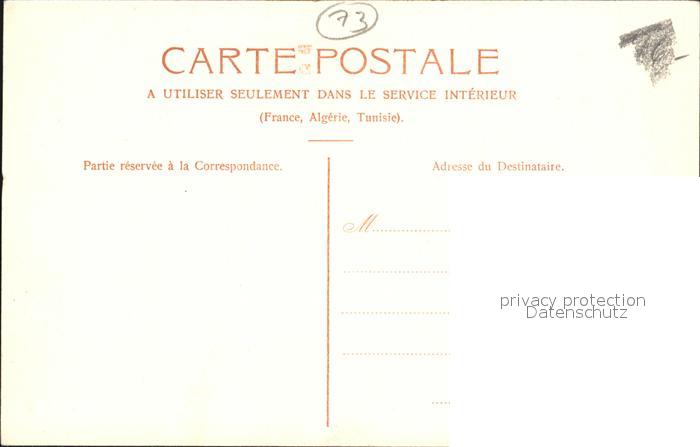 73
CARTE POSTALE
A UTILISER SEULEMENT DANS LE SERVICE INTÉRIEUR
(France, Algérie, Tunisie).
Partie réservée à la Correspondance.
Adresse du Destinataire.
M
privacy protection
Datenschutz